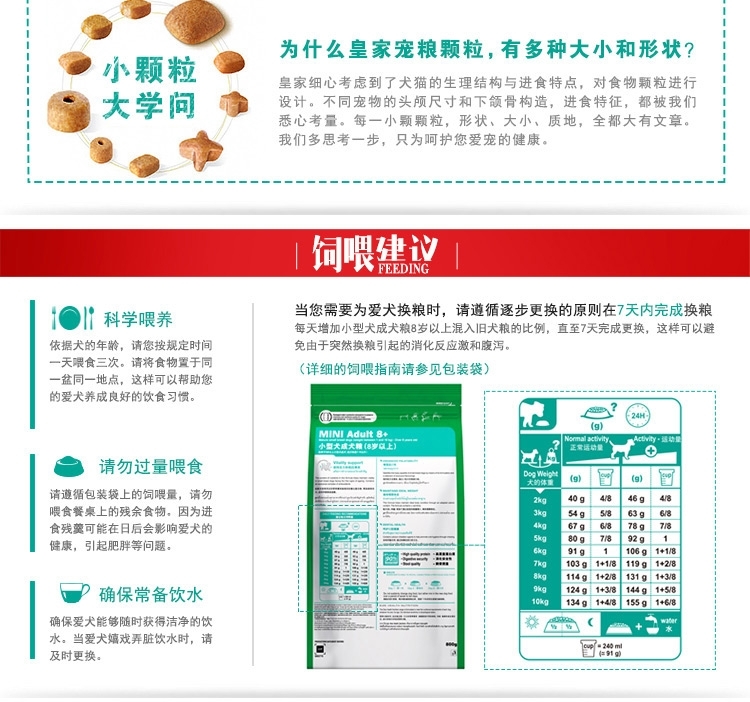 小颗粒
大学问
为什么皇家宠粮颗粒,有多种大小和形状?
皇家细心考虑到了犬猫的生理结构与进食特点，对食物颗粒进行
设计。不同宠物的头颅尺寸和下颌骨构造，进食特征，都被我们
悉心考量。每一小颗颗粒，形状、大小、质地，全都大有文章。
我们多思考一步，只为呵护您爱宠的健康。
饲喂建议
FEEDING
科学喂养
依据犬的年龄，请您按规定时间
一天喂食三次。请将食物置于同
一盆同一地点，这样可以帮助您
的爱犬养成良好的饮食习惯。
请勿过量喂食
请遵循包装袋上的饲喂量，请勿
喂食餐桌上的残余食物。因为进
食残羹可能在日后会影响爱犬的
健康，引起肥胖等问题。
确保常备饮水
确保爱犬能够随时获得洁净的饮
水。当爱犬嬉戏弄脏饮水时，请
及时更换。
当您需要为爱犬换粮时，请遵循逐步更换的原则在7天内完成换粮
每天增加小型犬成犬粮8岁以上混入旧犬粮的比例，直至7天完成更换，这样可以避
免由于突然换粮引起的消化反应激和腹泻。
（详细的饲喂指南请参见包装袋）
MINI Adult 8+
小型犬成犬粮（8岁以上）
Vitality support
High quality protein
Digestive security
Stool quality
800g
(g)
24H
Normal activity
正常运动量
Activity + 运动量
Dog Weight
犬的体重
(g) cup (g) cup
2kg 40 g 4/8 46 g 4/8
3kg 54 g 5/8 63 g 6/8
4kg 67 g 6/8 78 g 7/8
5kg 80 g 7/8 92 g 1
6kg 91 g 1 106 g 1+1/8
7kg 103 g 1+1/8 119 g 1+2/8
8kg 114 g 1+2/8 131 g 1+3/8
9kg 124 g 1+3/8 144 g 1+5/8
10kg 134 g 1+4/8 155 g 1+6/8
½ ½
water
水
cup = 240 ml
(= 91 g)